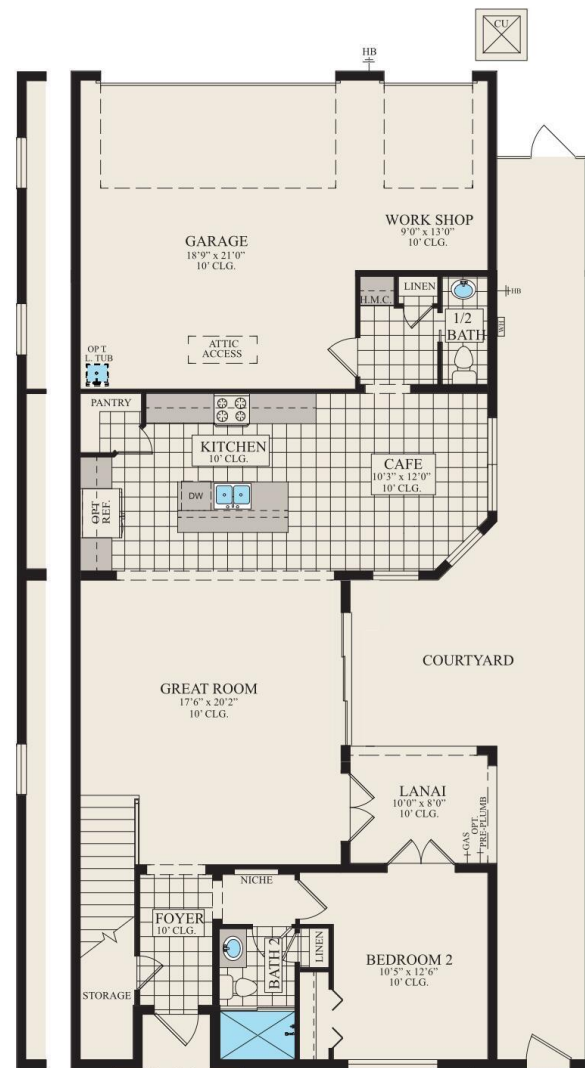 CU
HB
WORK SHOP
9'0" x 13'0"
10' CLG.
GARAGE
18'9" x 21'0"
10' CLG.
H.M.C.
LINEN
HB
1/2
BATH
WH
ATTIC
ACCESS
OPT.
L. TUB
PANTRY
KITCHEN
10' CLG.
CAFE
10'3" x 12'0"
10' CLG.
DW
OPT.
REF.
COURTYARD
GREAT ROOM
17'6" x 20'2"
10' CLG.
LANAI
10'0" x 8'0"
10' CLG.
GAS
OPT.
PRE-PLUMB
NICHE
FOYER
10' CLG.
BATH 2
LINEN
BEDROOM 2
10'5" x 12'6"
10' CLG.
STORAGE